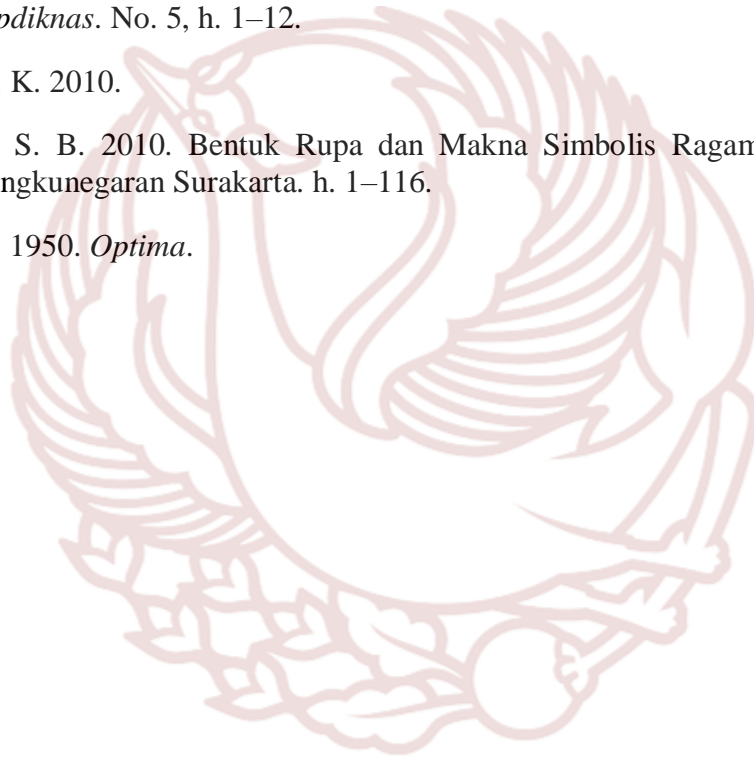 pdiknas. No. 5, h. 1–12.
K. 2010.
S. B. 2010. Bentuk Rupa dan Makna Simbolis Ragam
ngkunegaran Surakarta. h. 1–116.
1950. Optima.